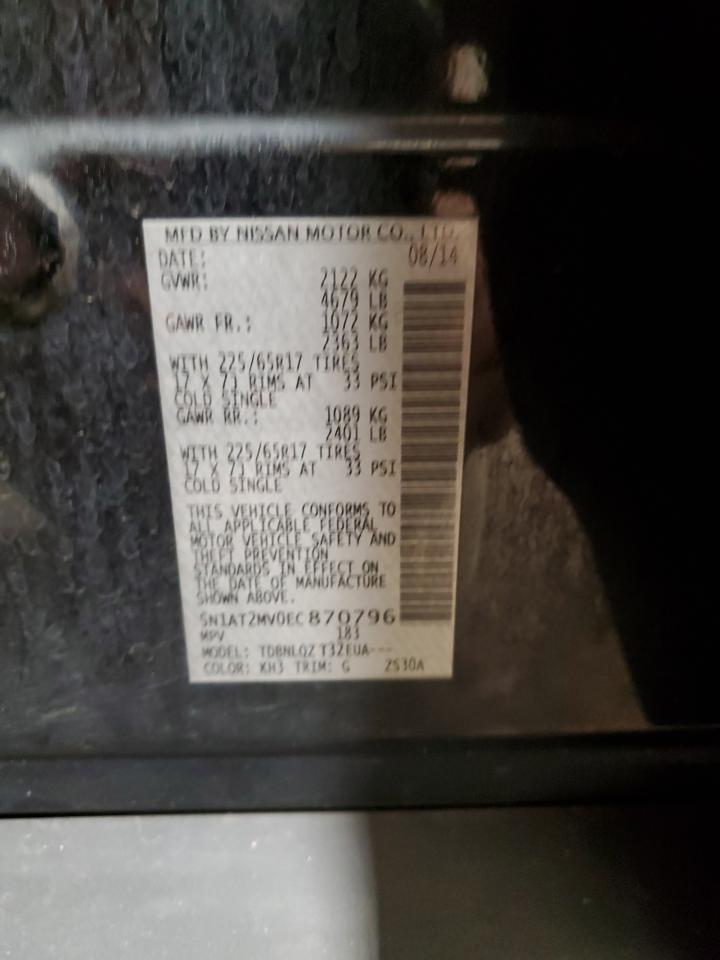 MFD BY NISSAN MOTOR CO., LTD.
DATE: 08/14
GVWR: 2122 KG
4679 LB
GAWR FR.: 1072 KG
2363 LB
WITH 225/65R17 TIRES
17 X 7J RIMS AT 33 PSI
COLD SINGLE
GAWR RR.: 1089 KG
2401 LB
WITH 225/65R17 TIRES
17 X 7J RIMS AT 33 PSI
COLD SINGLE
THIS VEHICLE CONFORMS TO
ALL APPLICABLE FEDERAL
MOTOR VEHICLE SAFETY AND
THEFT PREVENTION
STANDARDS IN EFFECT ON
THE DATE OF MANUFACTURE
SHOWN ABOVE.
5N1AT2MV0EC870796
MPV 183
MODEL: TDBNLQZ T32EUA---
COLOR: KH3 TRIM: G 2S30A